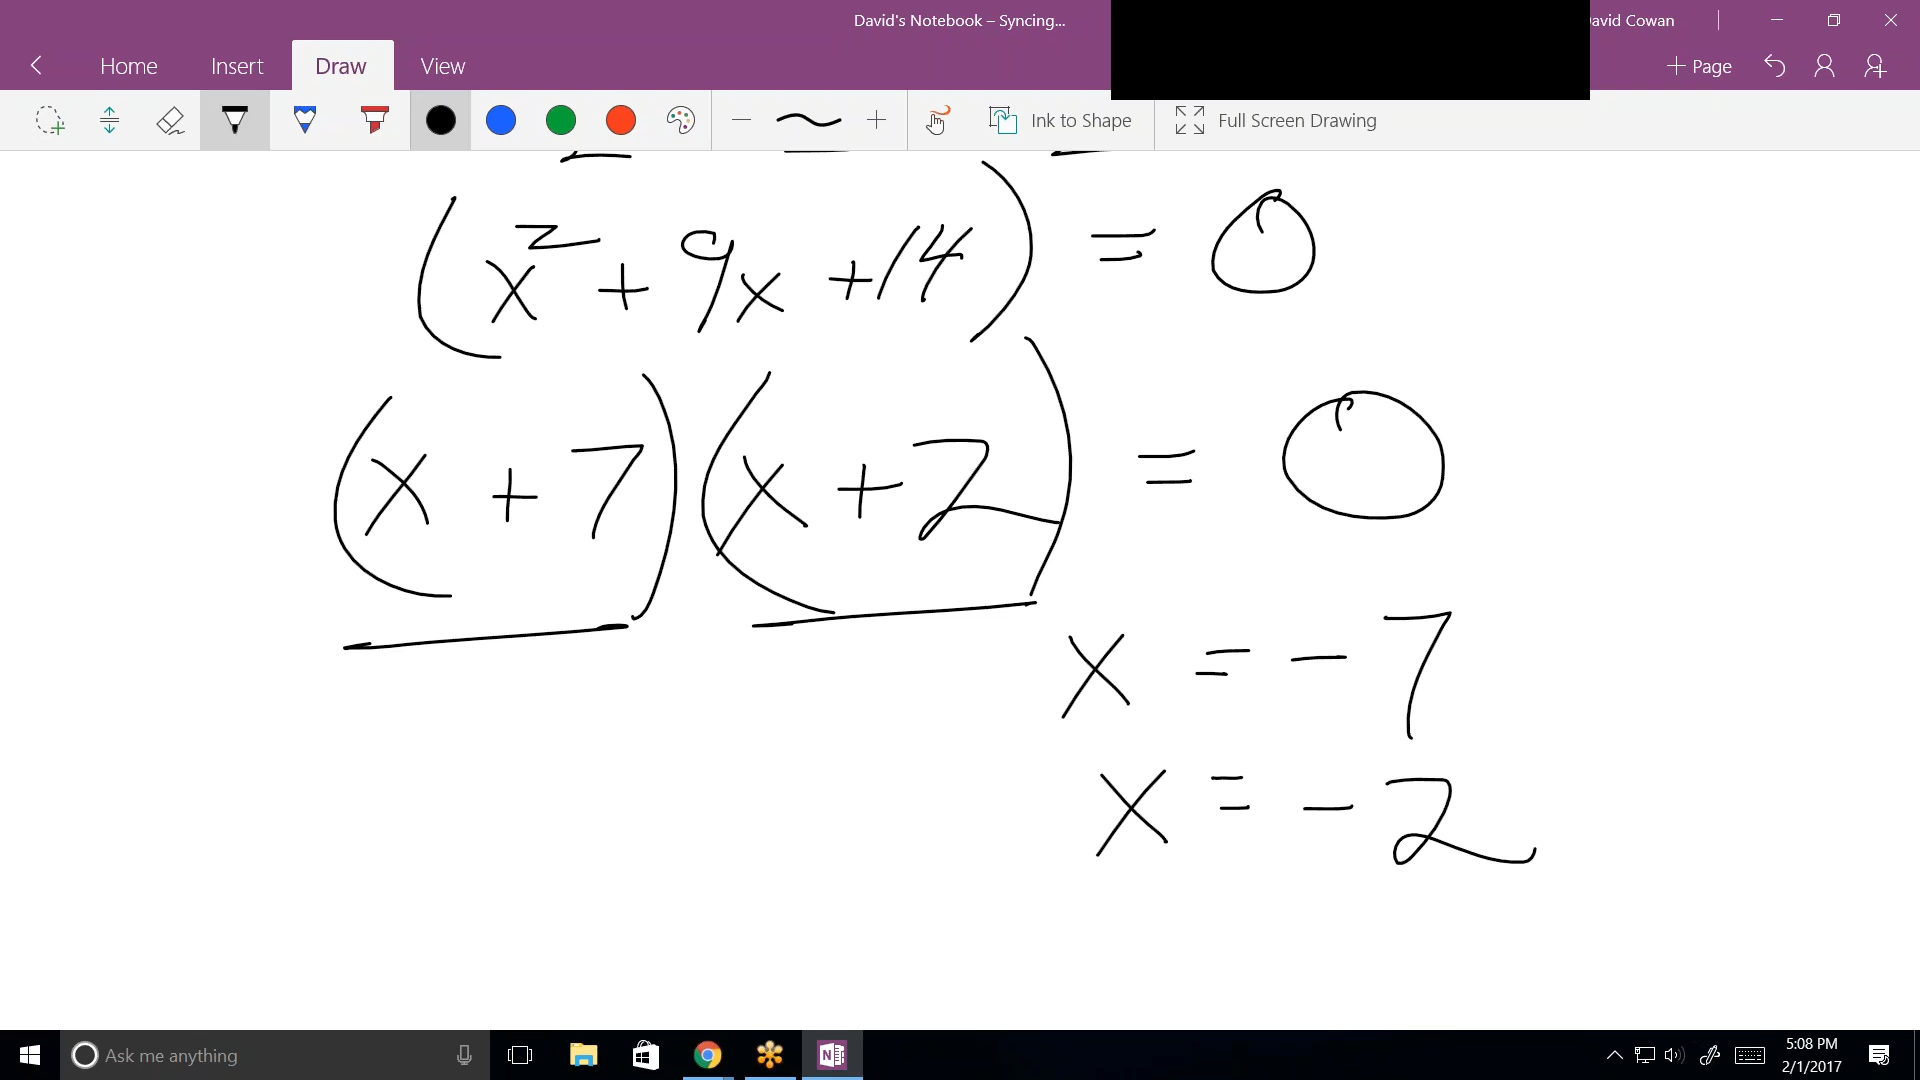 David's Notebook – Syncing...
avid Cowan
Home Insert Draw View
Page
Ink to Shape Full Screen Drawing
(x² + 9x + 14) = 0
(x + 7)(x + 2) = 0
x = - 7
x = - 2
Ask me anything
N
5:08 PM
2/1/2017